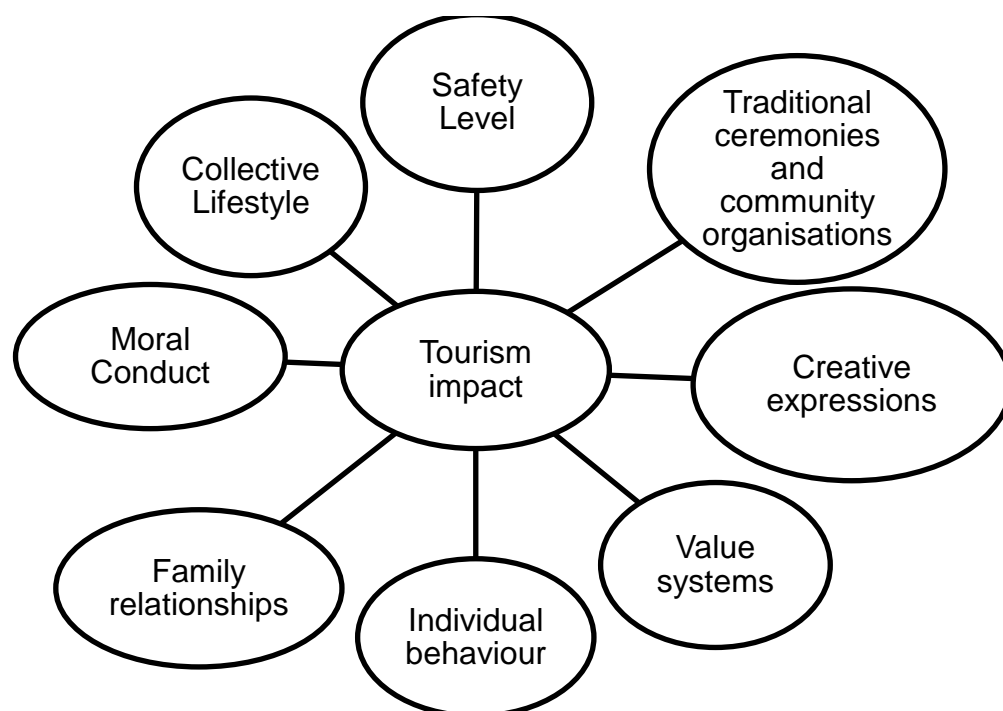 Safety
Level
Traditional
ceremonies
and
community
organisations
Collective
Lifestyle
Moral
Conduct
Tourism
impact
Creative
expressions
Family
relationships
Individual
behaviour
Value
systems